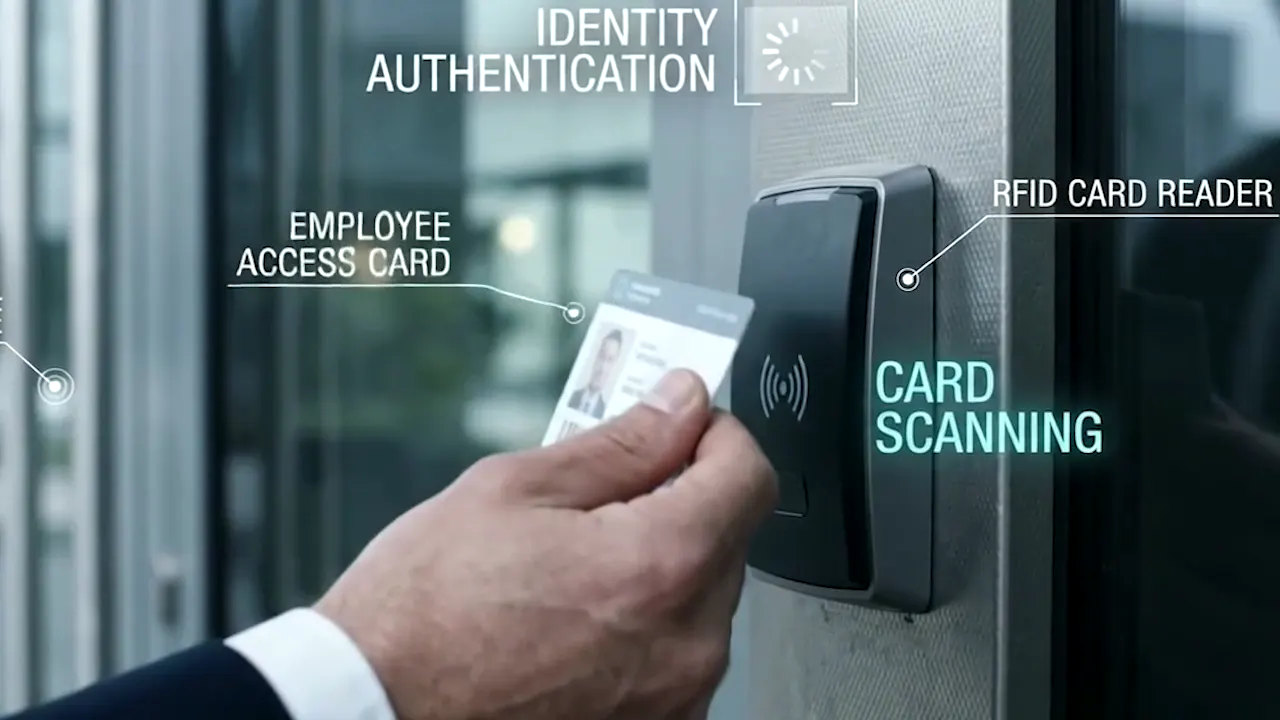 IDENTITY
AUTHENTICATION
RFID CARD READER
EMPLOYEE
ACCESS CARD
CARD
SCANNING